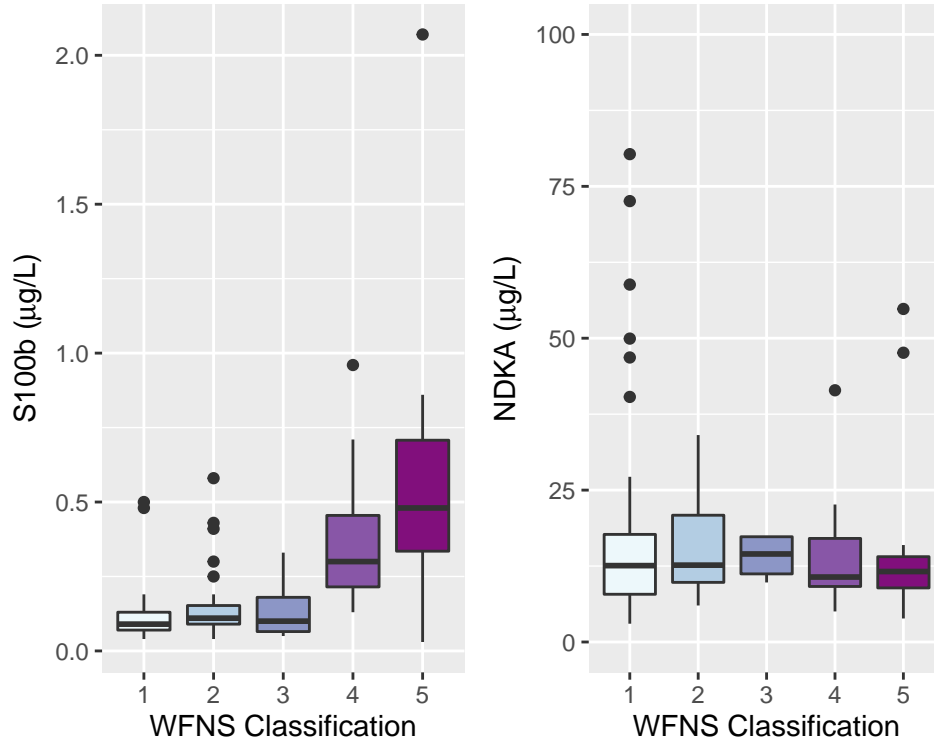 2.0
1.5
1.0
0.5
0.0
S100b (μg/L)
1 2 3 4 5
WFNS Classification
100
75
50
25
0
NDKA (μg/L)
1 2 3 4 5
WFNS Classification